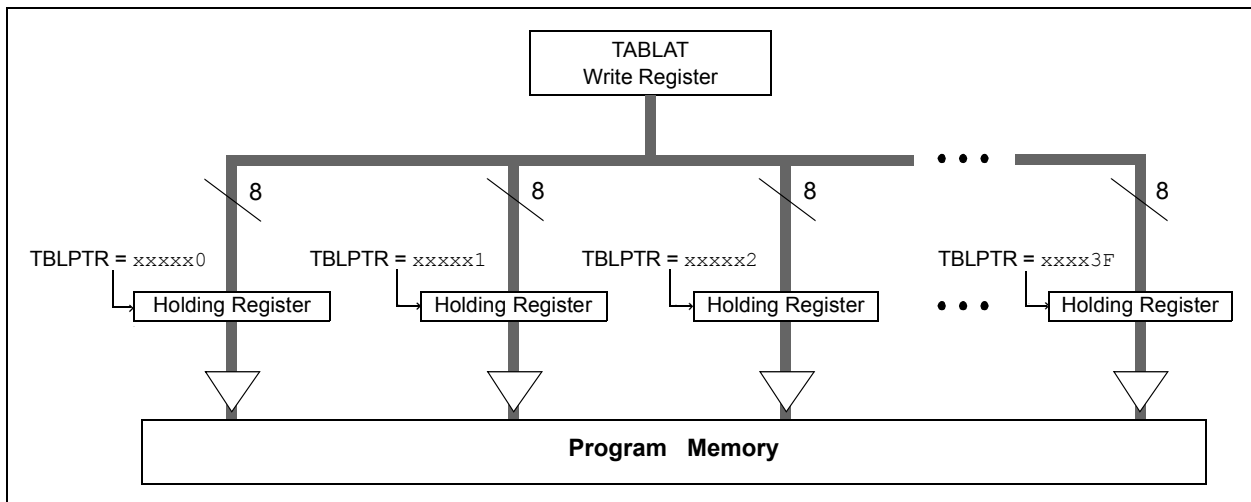 TABLAT
Write Register
8
8
8
8
TBLPTR = xxxxx0
TBLPTR = xxxxx1
TBLPTR = xxxxx2
TBLPTR = xxxx3F
Holding Register
Holding Register
Holding Register
Holding Register
Program Memory